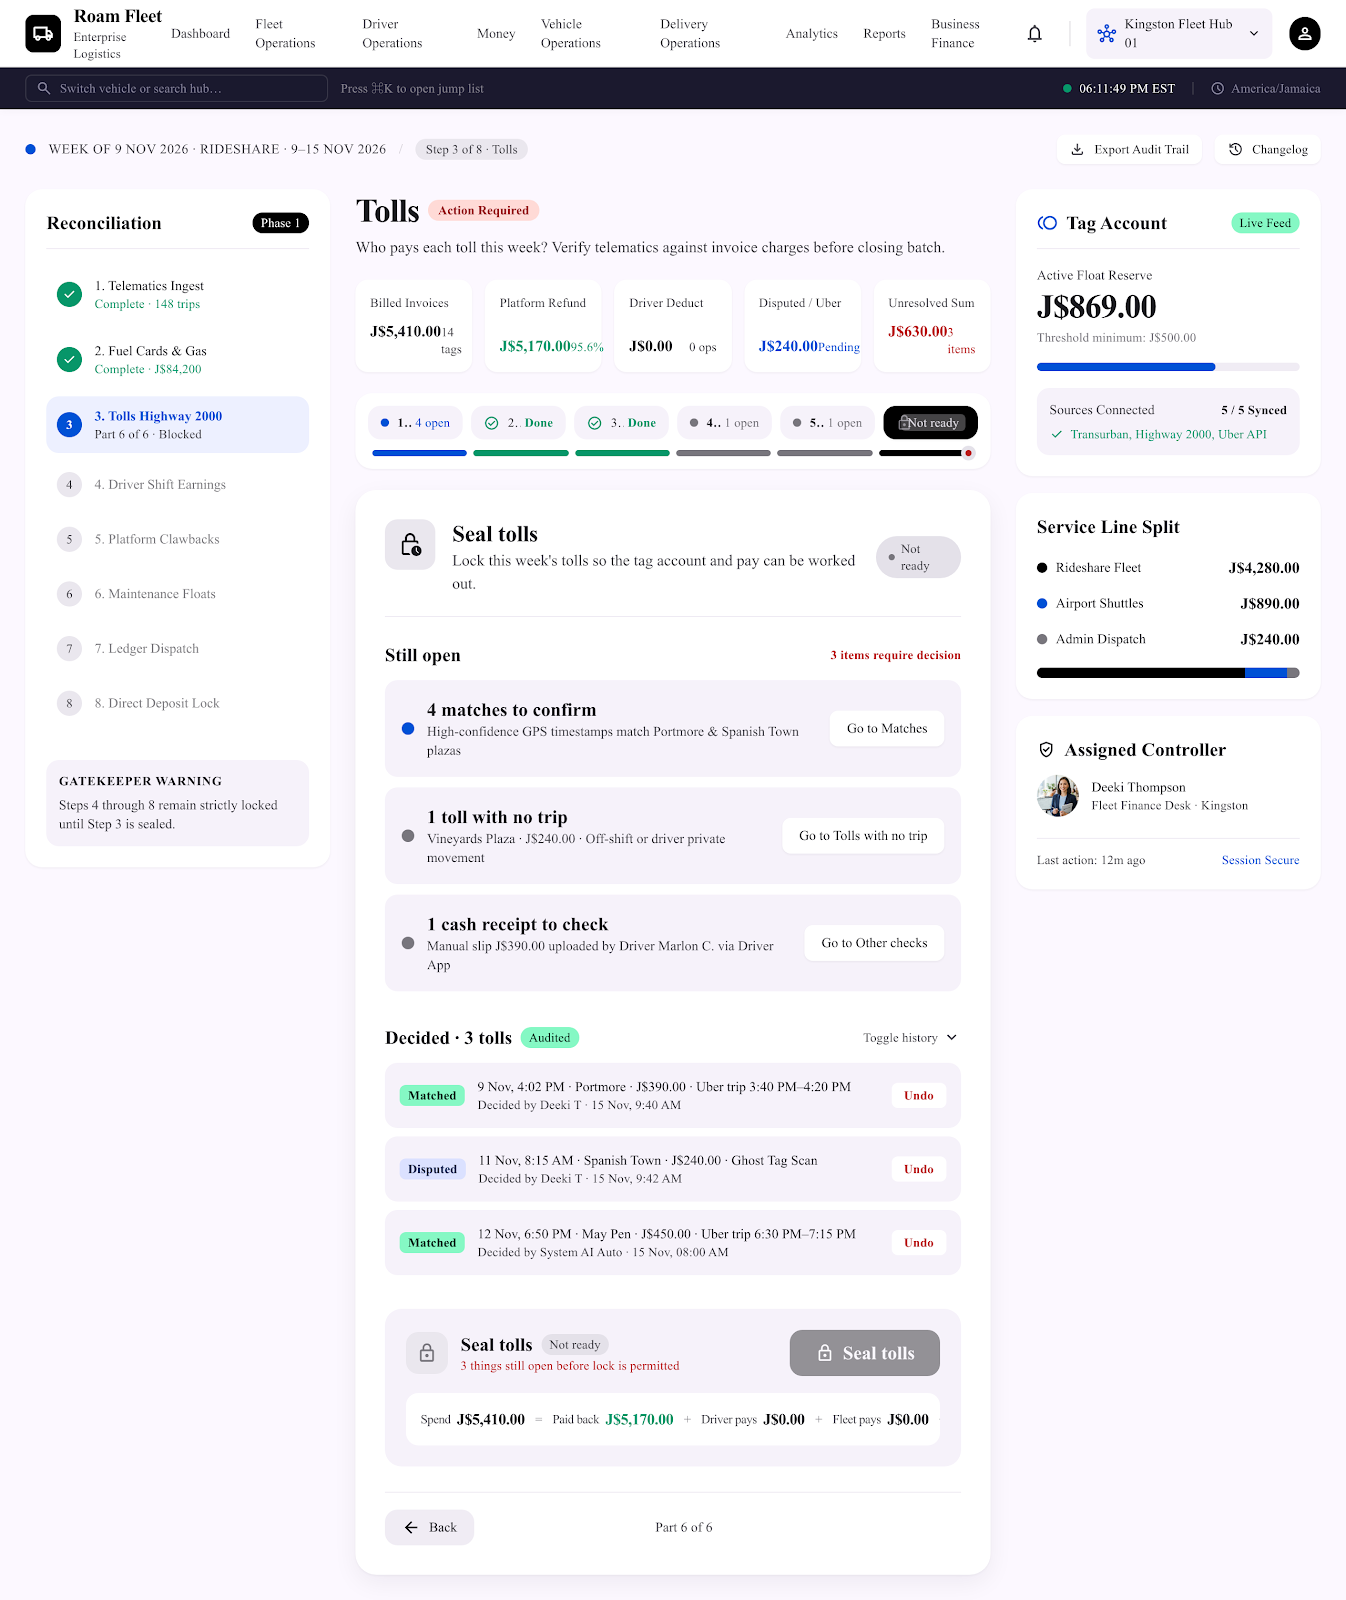 Roam Fleet
Enterprise
Logistics
Dashboard
Fleet
Operations
Driver
Operations
Money
Vehicle
Operations
Delivery
Operations
Analytics
Reports
Business
Finance
Kingston Fleet Hub
01
Switch vehicle or search hub…
Press ⌘K to open jump list
06:11:49 PM EST
America/Jamaica
WEEK OF 9 NOV 2026 · RIDESHARE · 9–15 NOV 2026
/
Step 3 of 8 · Tolls
Export Audit Trail
Changelog
Reconciliation
Phase 1
1. Telematics Ingest
Complete · 148 trips
2. Fuel Cards & Gas
Complete · J$84,200
3
3. Tolls Highway 2000
Part 6 of 6 · Blocked
4
4. Driver Shift Earnings
5
5. Platform Clawbacks
6
6. Maintenance Floats
7
7. Ledger Dispatch
8
8. Direct Deposit Lock
GATEKEEPER WARNING
Steps 4 through 8 remain strictly locked
until Step 3 is sealed.
Tolls
Action Required
Who pays each toll this week? Verify telematics against invoice charges before closing batch.
Billed Invoices
J$5,410.00 14
tags
Platform Refund
J$5,170.00 95.6%
Driver Deduct
J$0.00 0 ops
Disputed / Uber
J$240.00 Pending
Unresolved Sum
J$630.00 3
items
1.. 4 open
2.. Done
3.. Done
4.. 1 open
5.. 1 open
Not ready
Seal tolls
Lock this week's tolls so the tag account and pay can be worked
out.
Not
ready
Still open
3 items require decision
4 matches to confirm
High-confidence GPS timestamps match Portmore & Spanish Town
plazas
Go to Matches
1 toll with no trip
Vineyards Plaza · J$240.00 · Off-shift or driver private
movement
Go to Tolls with no trip
1 cash receipt to check
Manual slip J$390.00 uploaded by Driver Marlon C. via Driver
App
Go to Other checks
Decided · 3 tolls
Audited
Toggle history
Matched
9 Nov, 4:02 PM · Portmore · J$390.00 · Uber trip 3:40 PM–4:20 PM
Decided by Deeki T · 15 Nov, 9:40 AM
Undo
Disputed
11 Nov, 8:15 AM · Spanish Town · J$240.00 · Ghost Tag Scan
Decided by Deeki T · 15 Nov, 9:42 AM
Undo
Matched
12 Nov, 6:50 PM · May Pen · J$450.00 · Uber trip 6:30 PM–7:15 PM
Decided by System AI Auto · 15 Nov, 08:00 AM
Undo
Seal tolls
Not ready
3 things still open before lock is permitted
Seal tolls
Spend J$5,410.00 = Paid back J$5,170.00 + Driver pays J$0.00 + Fleet pays J$0.00
Back
Part 6 of 6
Tag Account
Live Feed
Active Float Reserve
J$869.00
Threshold minimum: J$500.00
Sources Connected
5 / 5 Synced
Transurban, Highway 2000, Uber API
Service Line Split
Rideshare Fleet J$4,280.00
Airport Shuttles J$890.00
Admin Dispatch J$240.00
Assigned Controller
Deeki Thompson
Fleet Finance Desk · Kingston
Last action: 12m ago
Session Secure